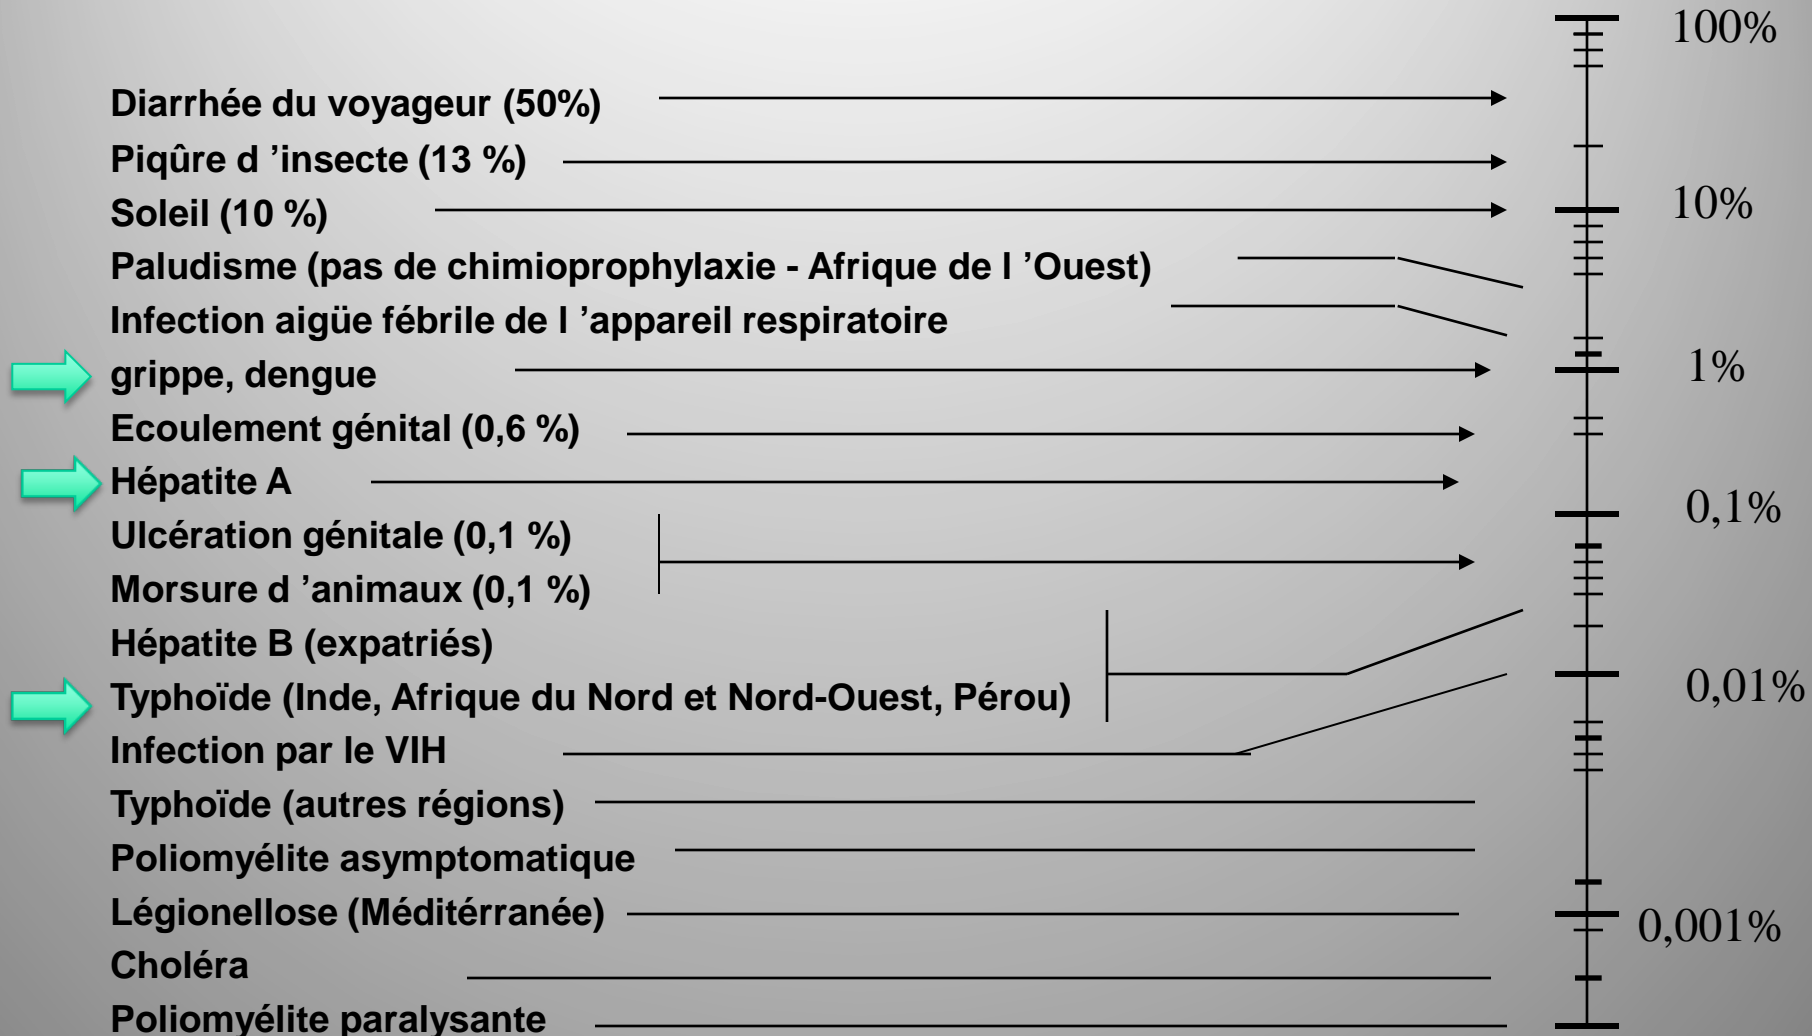 100%
Diarrhée du voyageur (50%)
Piqûre d ’insecte (13 %)
Soleil (10 %)
10%
Paludisme (pas de chimioprophylaxie - Afrique de l ’Ouest)
Infection aigüe fébrile de l ’appareil respiratoire
grippe, dengue
1%
Ecoulement génital (0,6 %)
Hépatite A
0,1%
Ulcération génitale (0,1 %)
Morsure d ’animaux (0,1 %)
Hépatite B (expatriés)
Typhoïde (Inde, Afrique du Nord et Nord-Ouest, Pérou)
0,01%
Infection par le VIH
Typhoïde (autres régions)
Poliomyélite asymptomatique
Légionellose (Méditérranée)
0,001%
Choléra
Poliomyélite paralysante